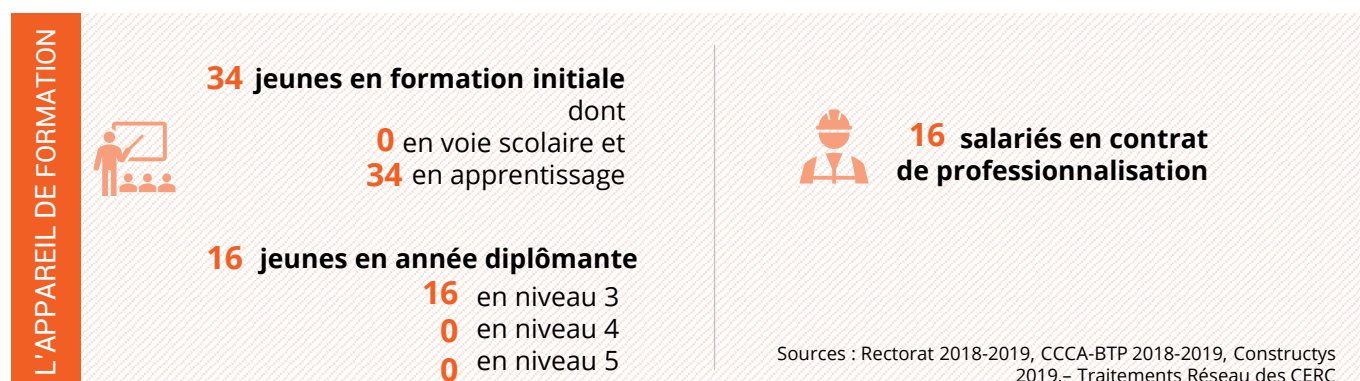 L'APPAREIL DE FORMATION
34 jeunes en formation initiale
dont
0 en voie scolaire et
34 en apprentissage
16 jeunes en année diplômante
16 en niveau 3
0 en niveau 4
0 en niveau 5
16 salariés en contrat
de professionnalisation
Sources : Rectorat 2018-2019, CCCA-BTP 2018-2019, Constructys
2019,– Traitements Réseau des CERC